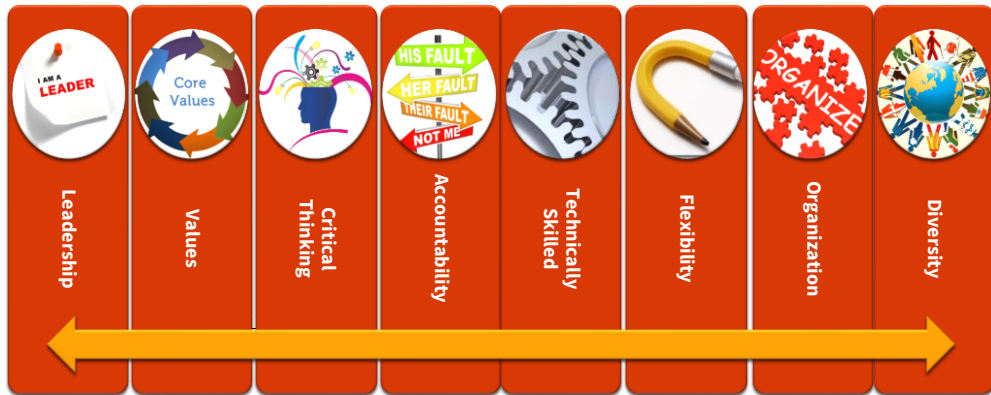 I AM A
LEADER
Core
Values
HIS FAULT
HER FAULT
THEIR FAULT
NOT ME
ORGANIZE
Leadership
Values
Critical
Thinking
Accountability
Technically
Skilled
Flexibility
Organization
Diversity